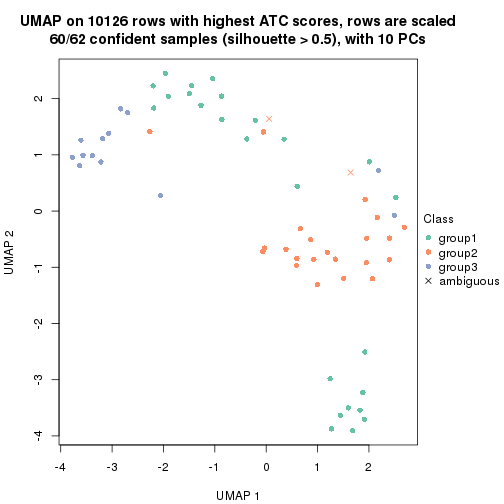 UMAP on 10126 rows with highest ATC scores, rows are scaled
60/62 confident samples (silhouette > 0.5), with 10 PCs
2
1
0
-1
-2
-3
-4
UMAP 2
-4
-3
-2
-1
0
1
2
UMAP 1
Class
group1
group2
group3
ambiguous